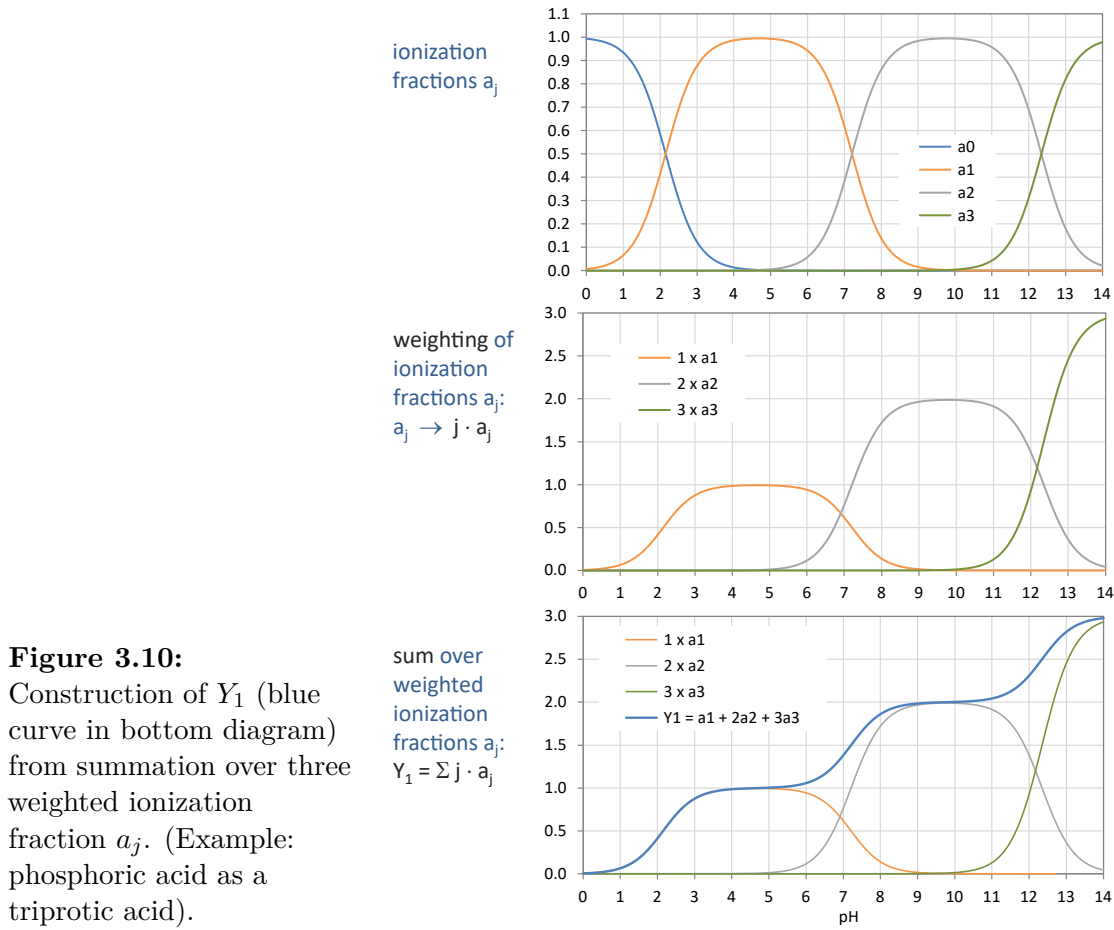 ionization
fractions aj
1.1
1.0
0.9
0.8
0.7
0.6
0.5
0.4
0.3
0.2
0.1
0.0
a0
a1
a2
a3
0 1 2 3 4 5 6 7 8 9 10 11 12 13 14
weighting of
ionization
fractions aj:
aj → j · aj
3.0
2.5
2.0
1.5
1.0
0.5
0.0
1 x a1
2 x a2
3 x a3
0 1 2 3 4 5 6 7 8 9 10 11 12 13 14
Figure 3.10:
Construction of Y1 (blue
curve in bottom diagram)
from summation over three
weighted ionization
fraction aj. (Example:
phosphoric acid as a
triprotic acid).
sum over
weighted
ionization
fractions aj:
Y1 = Σ j · aj
3.0
2.5
2.0
1.5
1.0
0.5
0.0
1 x a1
2 x a2
3 x a3
Y1 = a1 + 2a2 + 3a3
0 1 2 3 4 5 6 7 8 9 10 11 12 13 14
pH